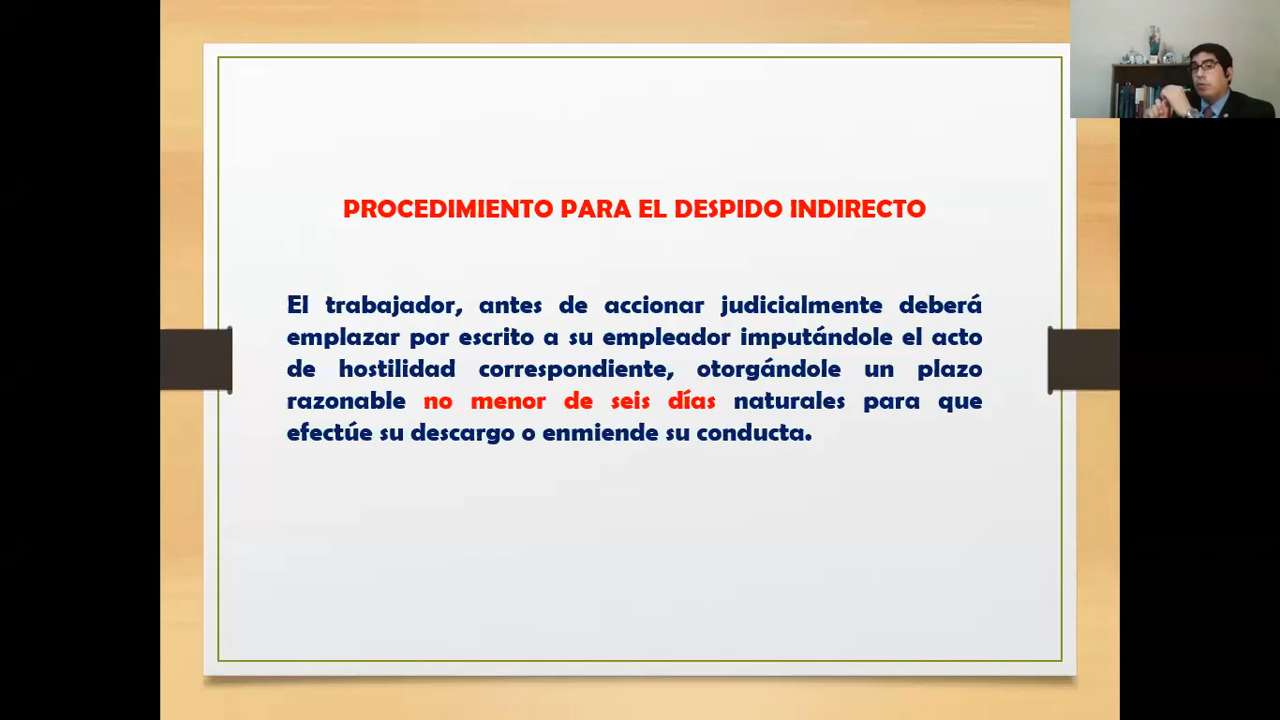 PROCEDIMIENTO PARA EL DESPIDO INDIRECTO
El trabajador, antes de accionar judicialmente deberá
emplazar por escrito a su empleador imputándole el acto
de hostilidad correspondiente, otorgándole un plazo
razonable no menor de seis días naturales para que
efectúe su descargo o enmiende su conducta.